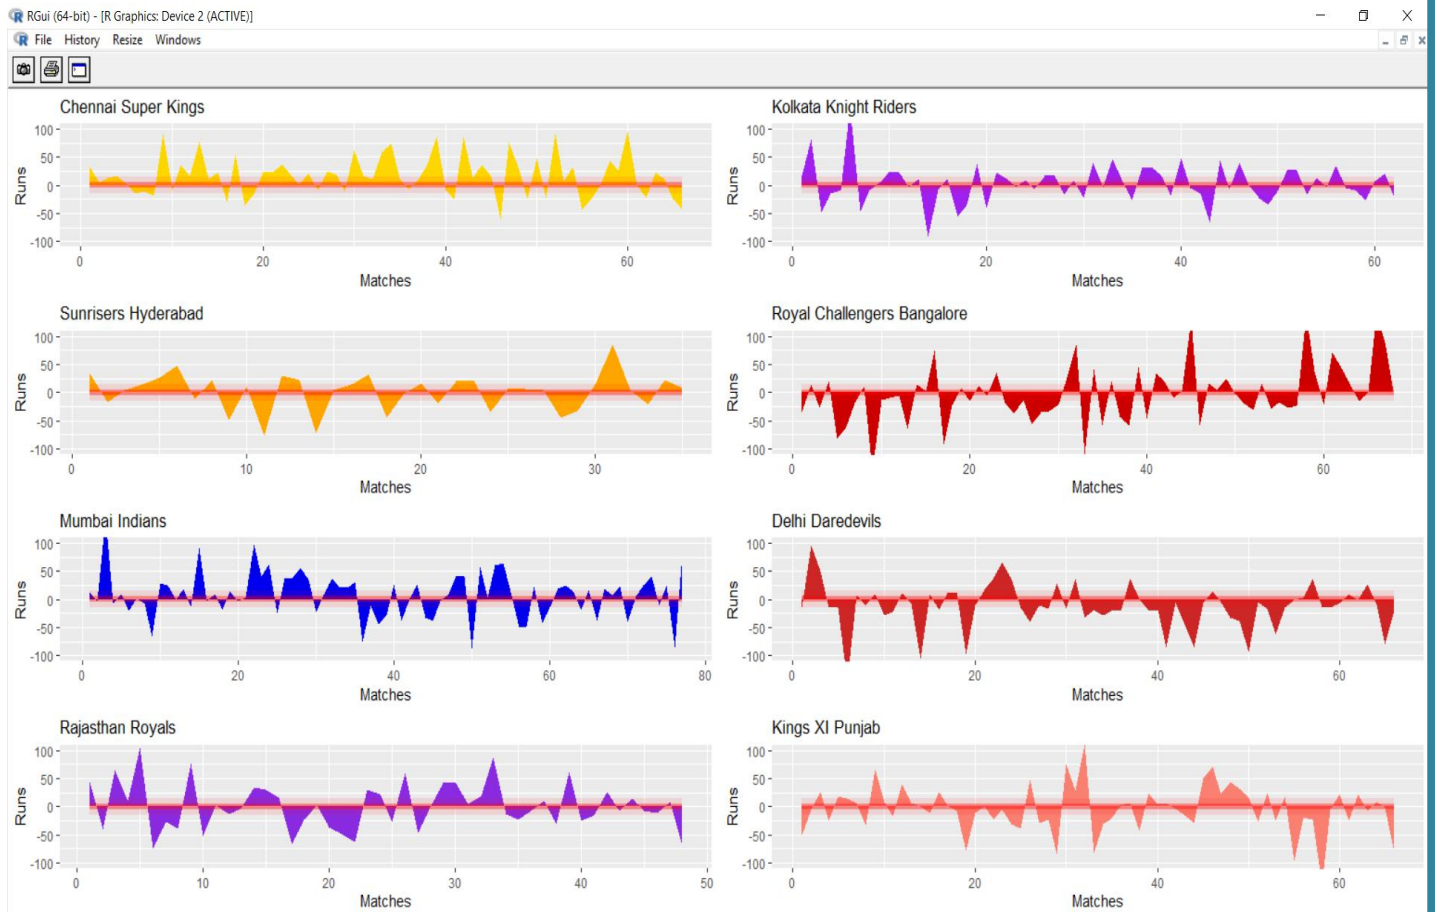 RGui (64-bit) - [R Graphics: Device 2 (ACTIVE)]
File History Resize Windows
Chennai Super Kings
100
50
0
-50
-100
Runs
0 20 40 60
Matches
Kolkata Knight Riders
100
50
0
-50
-100
Runs
0 20 40 60
Matches
Sunrisers Hyderabad
100
50
0
-50
-100
Runs
0 10 20 30
Matches
Royal Challengers Bangalore
100
50
0
-50
-100
Runs
0 20 40 60
Matches
Mumbai Indians
100
50
0
-50
-100
Runs
0 20 40 60 80
Matches
Delhi Daredevils
100
50
0
-50
-100
Runs
0 20 40 60
Matches
Rajasthan Royals
100
50
0
-50
-100
Runs
0 10 20 30 40 50
Matches
Kings XI Punjab
100
50
0
-50
-100
Runs
0 20 40 60
Matches